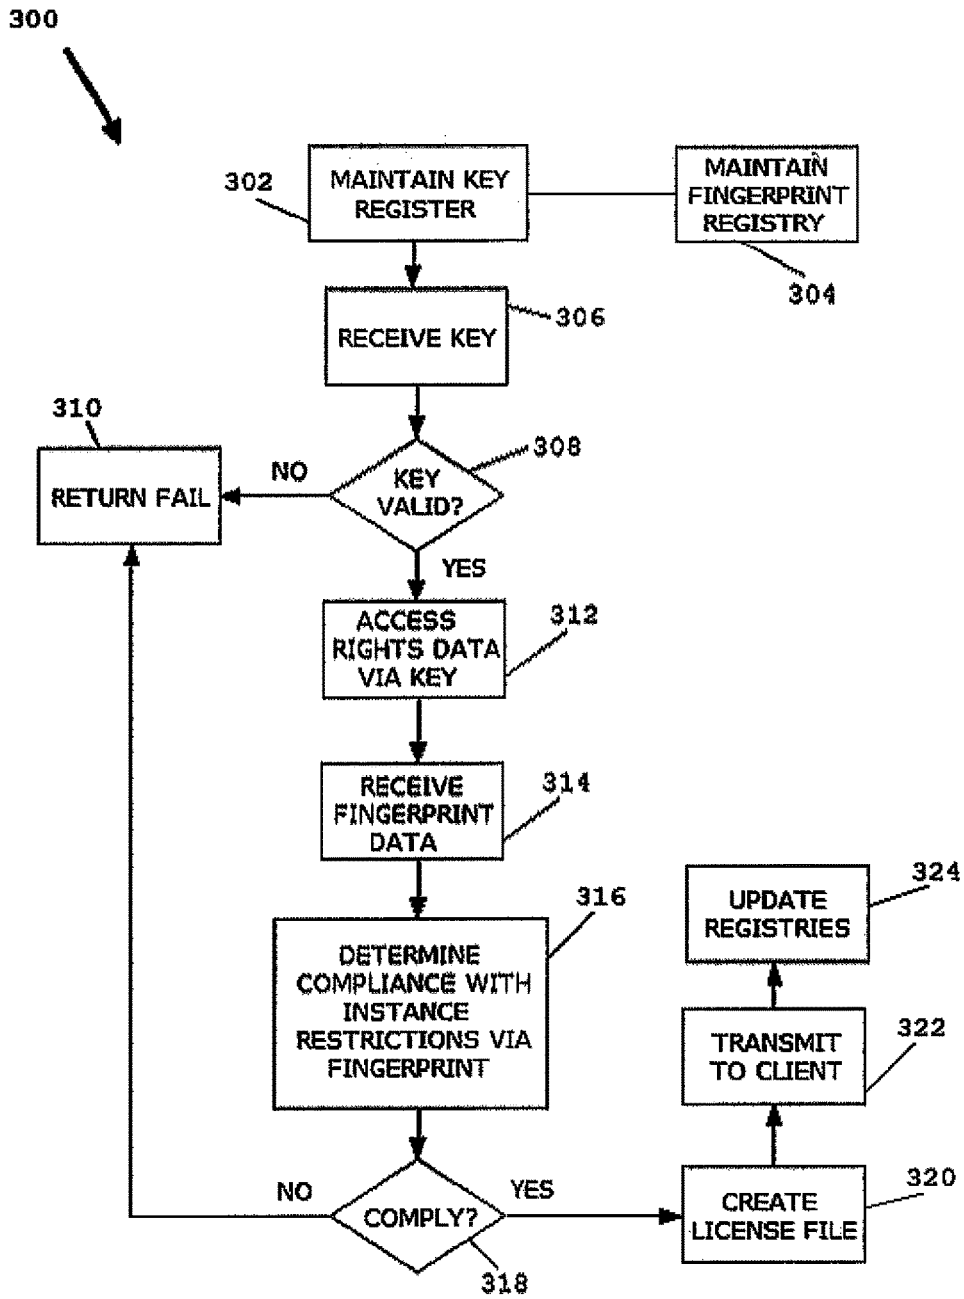 300
302
MAINTAIN KEY
REGISTER
MAINTAIN
FINGERPRINT
REGISTRY
304
RECEIVE KEY
306
310
RETURN FAIL
NO
KEY
VALID?
308
YES
ACCESS
RIGHTS DATA
VIA KEY
312
RECEIVE
FINGERPRINT
DATA
314
DETERMINE
COMPLIANCE WITH
INSTANCE
RESTRICTIONS VIA
FINGERPRINT
316
UPDATE
REGISTRIES
324
TRANSMIT
TO CLIENT
322
NO
COMPLY?
YES
318
CREATE
LICENSE FILE
320